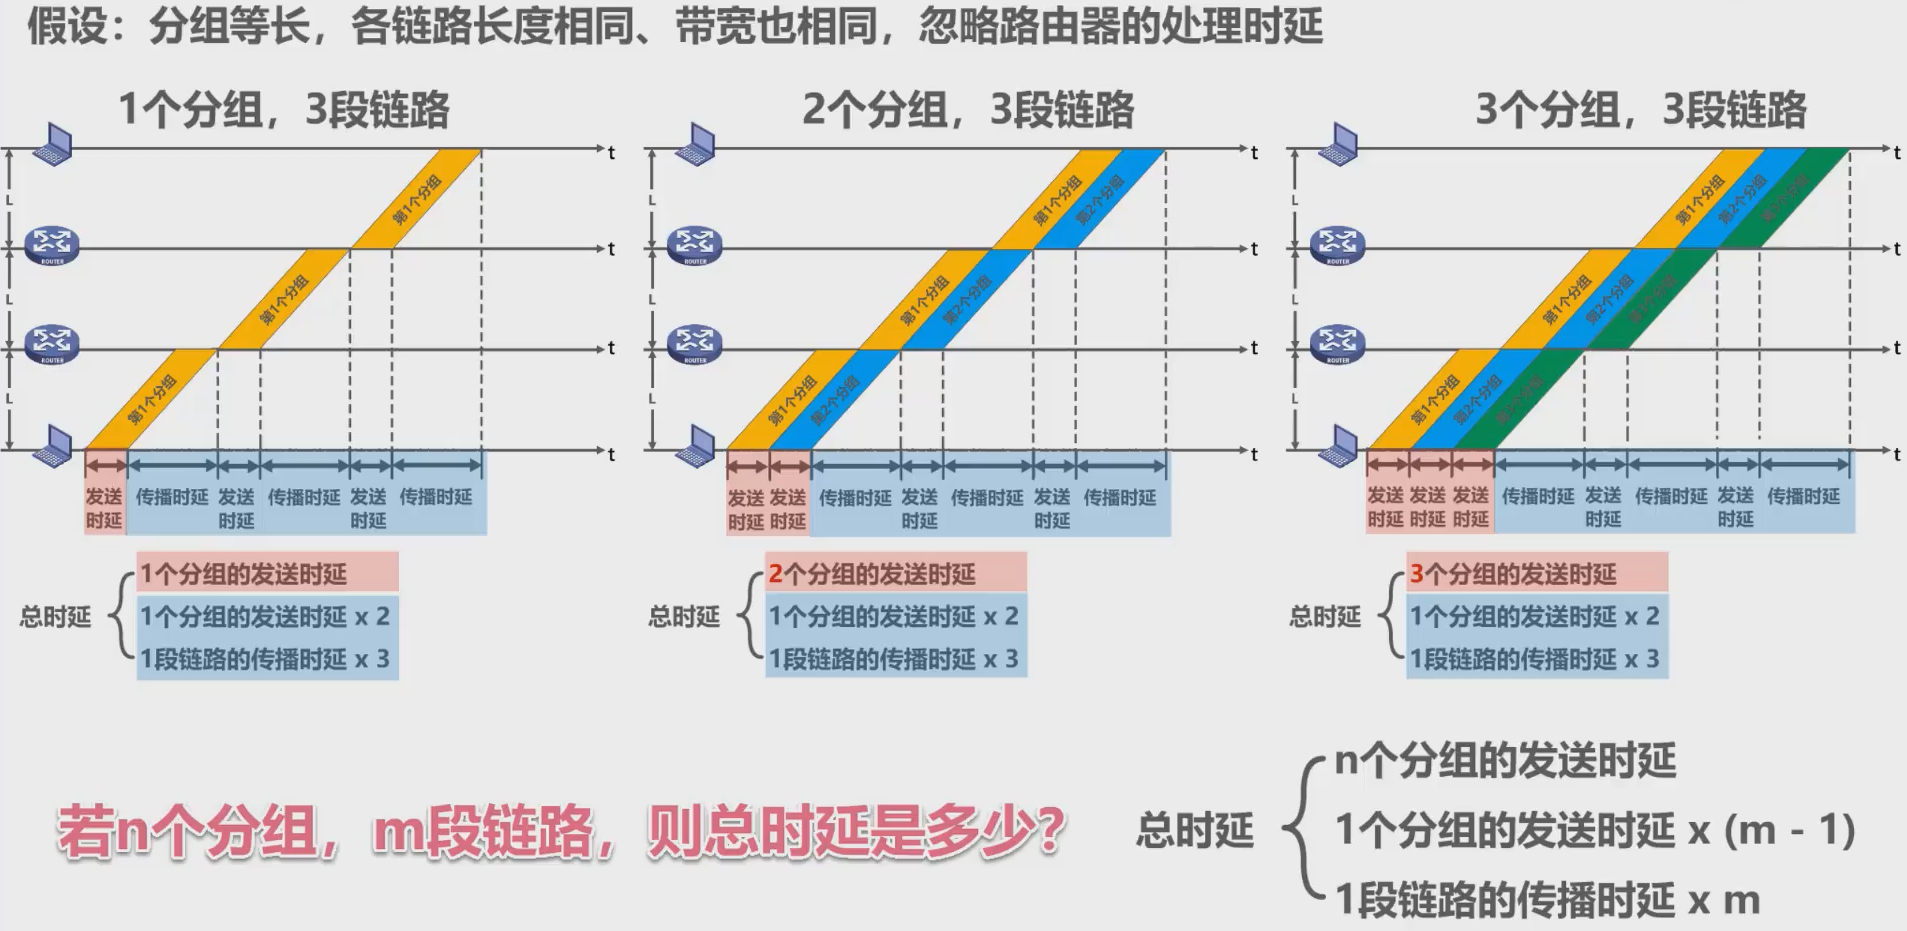 假设：分组等长，各链路长度相同、带宽也相同，忽略路由器的处理时延
1个分组，3段链路
t
L
第1个分组
ROUTER
t
L
第1个分组
ROUTER
t
L
第1个分组
t
发送时延
传播时延
发送时延
传播时延
发送时延
传播时延
总时延
1个分组的发送时延
1个分组的发送时延 x 2
1段链路的传播时延 x 3
2个分组，3段链路
t
L
第1个分组
第2个分组
ROUTER
t
L
第1个分组
第2个分组
ROUTER
t
L
第1个分组
第2个分组
t
发送时延
发送时延
传播时延
发送时延
传播时延
发送时延
传播时延
总时延
2个分组的发送时延
1个分组的发送时延 x 2
1段链路的传播时延 x 3
3个分组，3段链路
t
L
第1个分组
第2个分组
第3个分组
ROUTER
t
L
第1个分组
第2个分组
第3个分组
ROUTER
t
L
第1个分组
第2个分组
第3个分组
t
发送时延
发送时延
发送时延
传播时延
发送时延
传播时延
发送时延
传播时延
总时延
3个分组的发送时延
1个分组的发送时延 x 2
1段链路的传播时延 x 3
若n个分组，m段链路，则总时延是多少？
总时延
n个分组的发送时延
1个分组的发送时延 x (m - 1)
1段链路的传播时延 x m